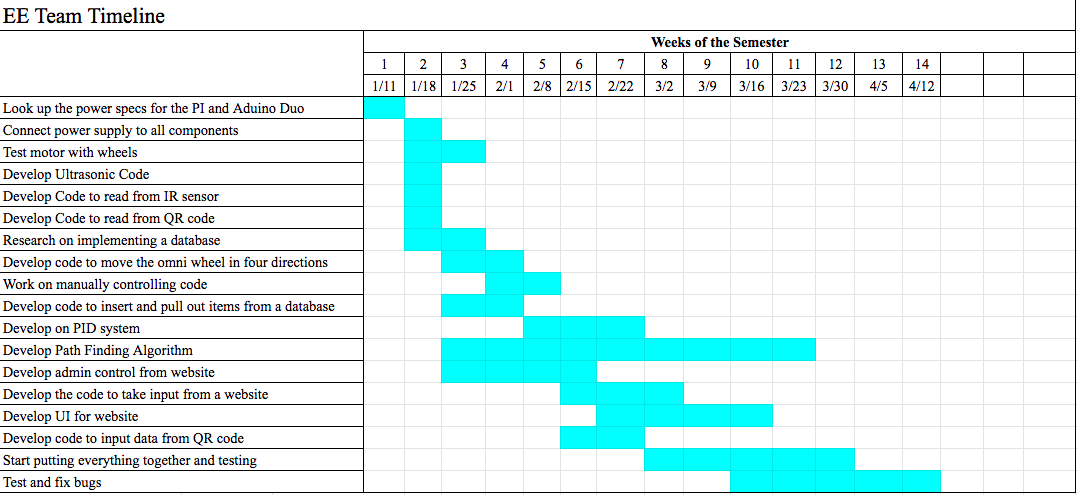 EE Team Timeline
Weeks of the Semester
1 2 3 4 5 6 7 8 9 10 11 12 13 14
1/11 1/18 1/25 2/1 2/8 2/15 2/22 3/2 3/9 3/16 3/23 3/30 4/5 4/12
Look up the power specs for the PI and Aduino Duo
Connect power supply to all components
Test motor with wheels
Develop Ultrasonic Code
Develop Code to read from IR sensor
Develop Code to read from QR code
Research on implementing a database
Develop code to move the omni wheel in four directions
Work on manually controlling code
Develop code to insert and pull out items from a database
Develop on PID system
Develop Path Finding Algorithm
Develop admin control from website
Develop the code to take input from a website
Develop UI for website
Develop code to input data from QR code
Start putting everything together and testing
Test and fix bugs